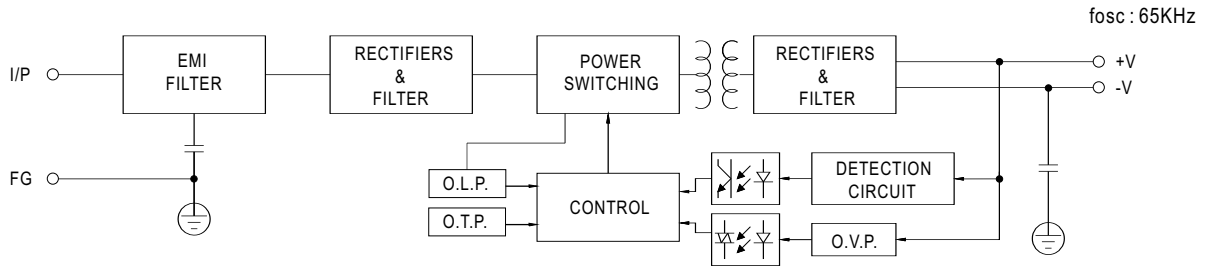 fosc : 65KHz
I/P
EMI
FILTER
RECTIFIERS
&
FILTER
POWER
SWITCHING
RECTIFIERS
&
FILTER
+V
-V
FG
O.L.P.
O.T.P.
CONTROL
DETECTION
CIRCUIT
O.V.P.